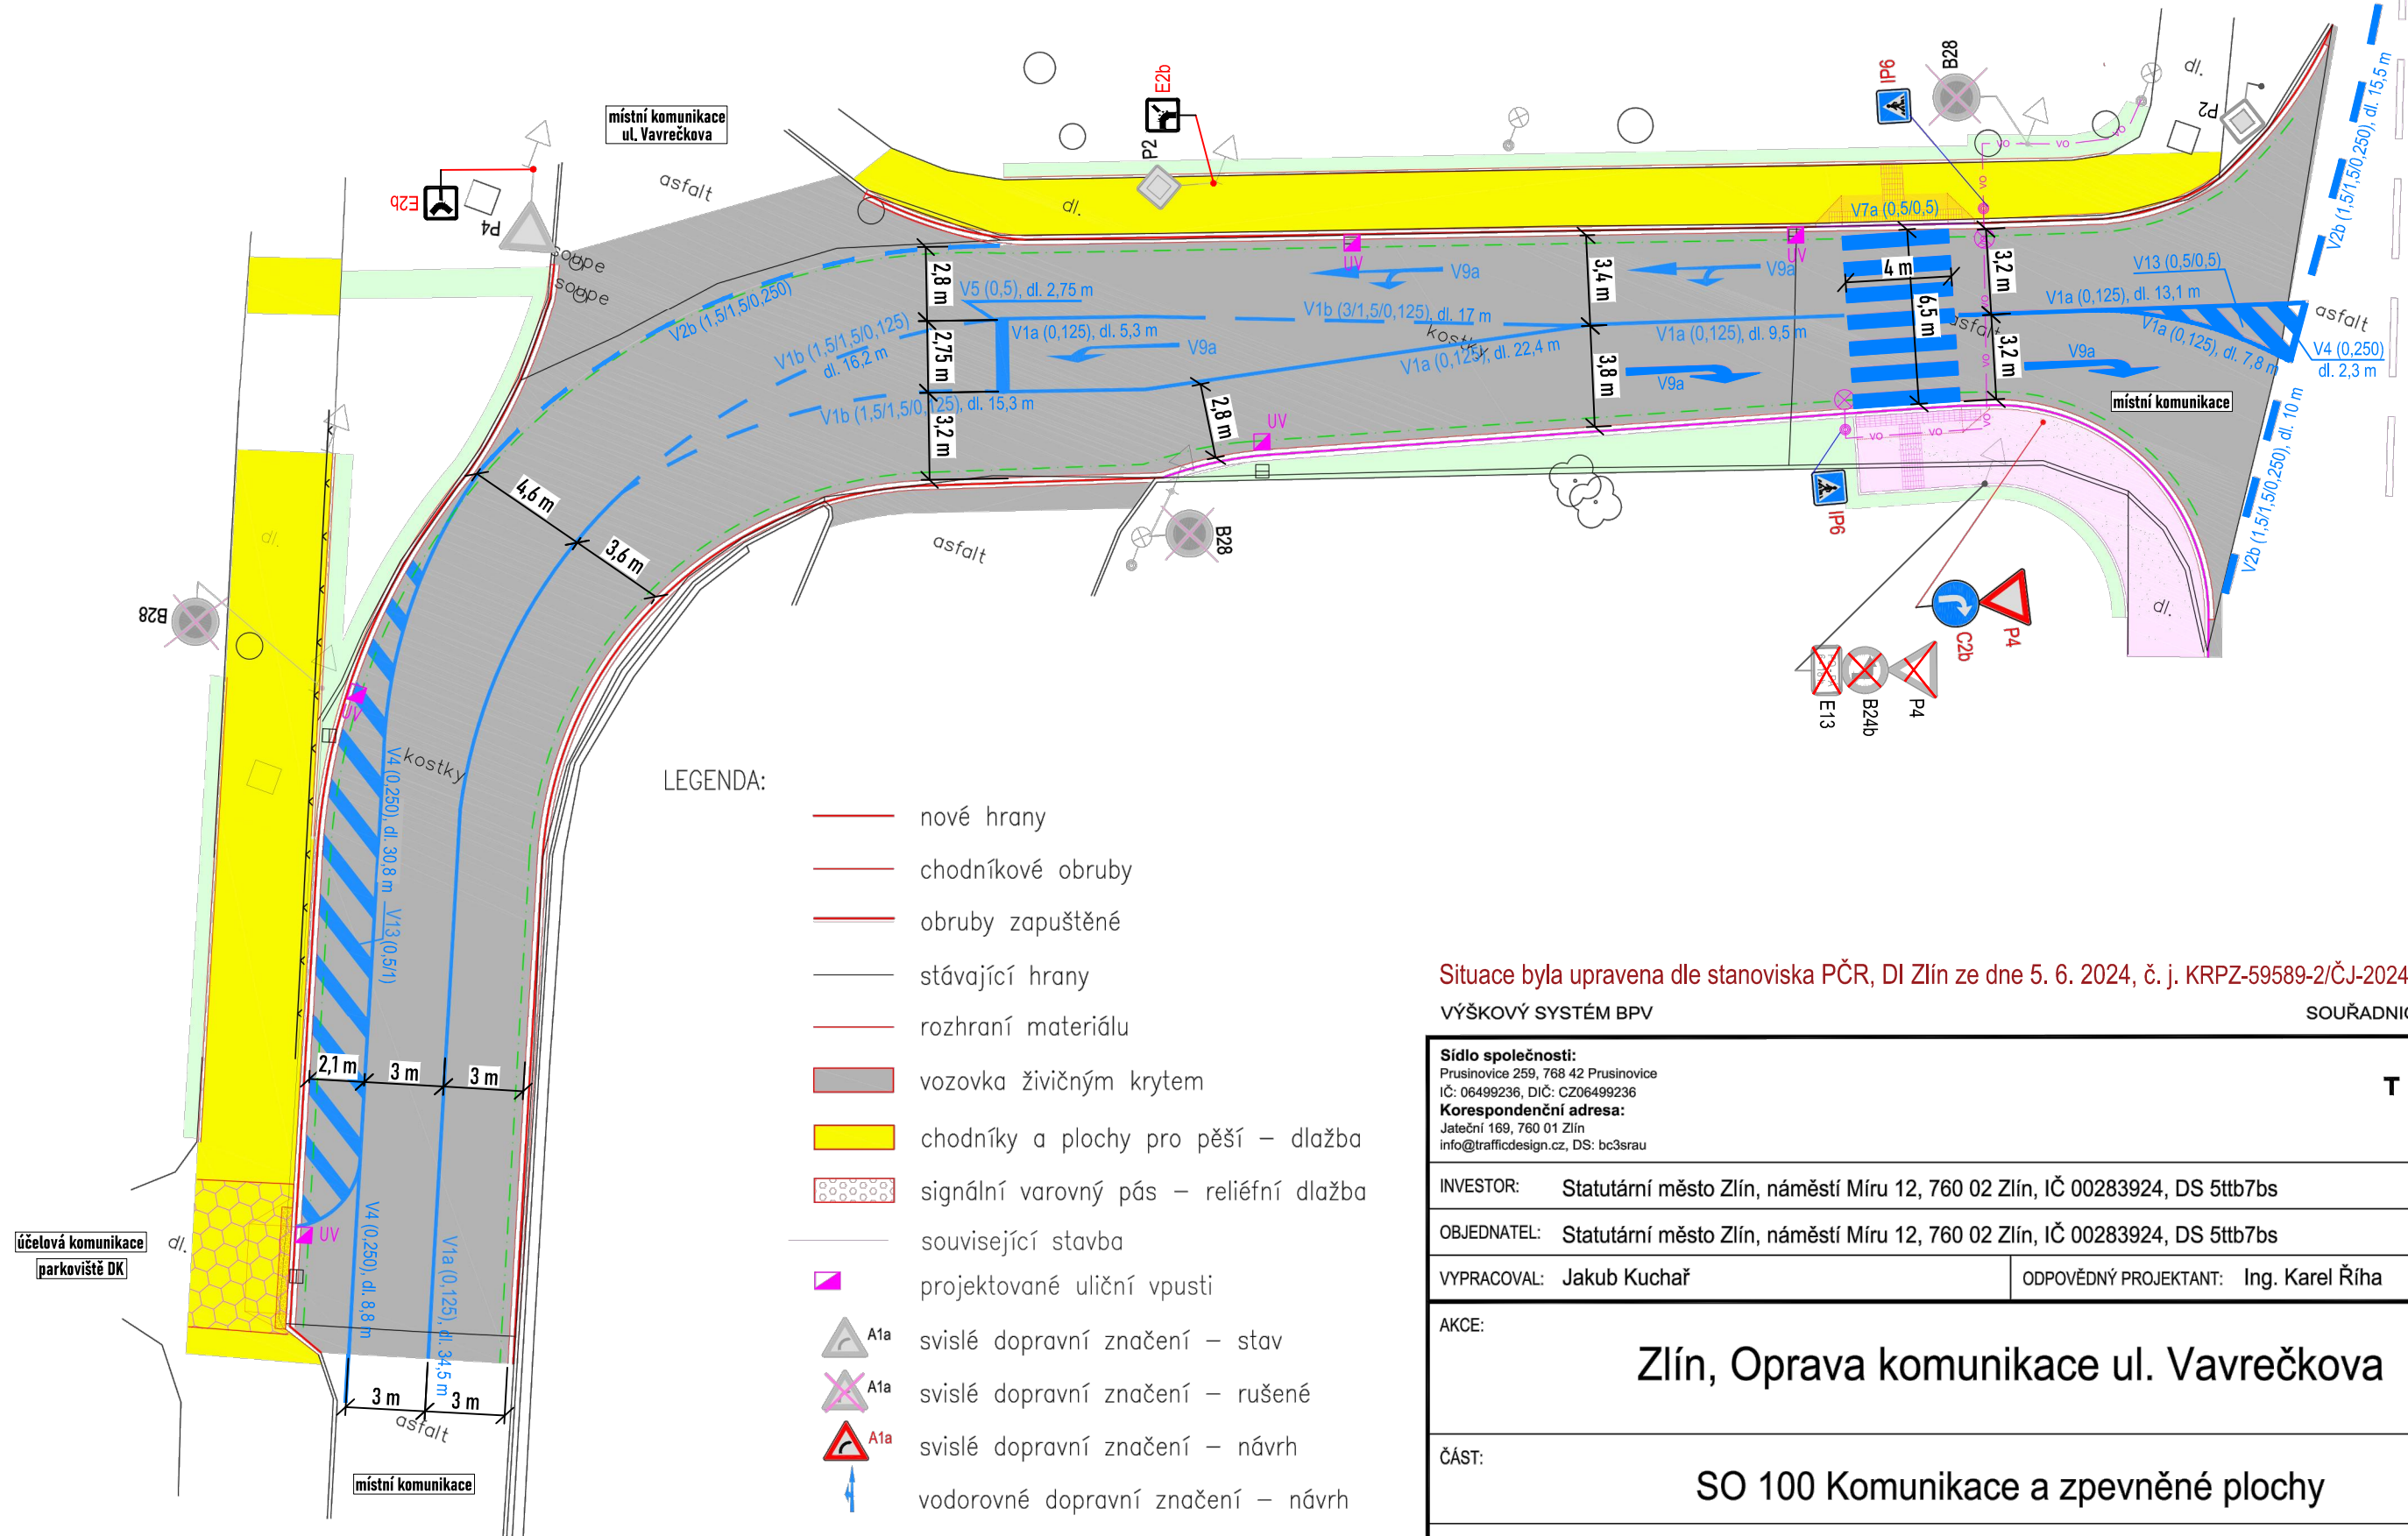 místní komunikace
ul. Vavrečkova
asfalt
E2b
P4
soupe
soupe
E2b
P2
dl.
IP6
B28
dl.
P2
vo
vo
vo
vo
V2b (1,5/1,5/0,250), dl. 15,5 m
V7a (0,5/0,5)
UV
UV
V9a
V9a
2,8 m
V5 (0,5), dl. 2,75 m
V2b (1,5/1,5/0,250)
V1b (1,5/1,5/0,125)
dl. 16,2 m
2,75 m
V1a (0,125), dl. 5,3 m
V9a
V1b (3/1,5/0,125), dl. 17 m
kostky
V1a (0,125), dl. 22,4 m
3,4 m
3,8 m
V1a (0,125), dl. 9,5 m
V9a
4 m
6,5 m
3,2 m
3,2 m
asfalt
V13 (0,5/0,5)
V1a (0,125), dl. 13,1 m
V1a (0,125), dl. 7,8 m
V9a
asfalt
V4 (0,250)
dl. 2,3 m
místní komunikace
V1b (1,5/1,5/0,125), dl. 15,3 m
3,2 m
2,8 m
UV
vo
vo
vo
vo
V2b (1,5/1,5/0,250), dl. 10 m
4,6 m
3,6 m
asfalt
B28
IP6
dl.
C2b
P4
E13
B24b
P4
dl.
B28
UV
kostky
V4 (0,250), dl. 30,8 m
V13 (0,5/1)
2,1 m
3 m
3 m
účelová komunikace
parkoviště DK
dl.
UV
V4 (0,250), dl. 8,8 m
V1a (0,125), dl. 34,5 m
3 m
3 m
asfalt
místní komunikace
LEGENDA:
nové hrany
chodníkové obruby
obruby zapuštěné
stávající hrany
rozhraní materiálu
vozovka živičným krytem
chodníky a plochy pro pěší – dlažba
signální varovný pás – reliéfní dlažba
související stavba
projektované uliční vpusti
A1a svislé dopravní značení – stav
A1a svislé dopravní značení – rušené
A1a svislé dopravní značení – návrh
vodorovné dopravní značení – návrh
Situace byla upravena dle stanoviska PČR, DI Zlín ze dne 5. 6. 2024, č. j. KRPZ-59589-2/ČJ-2024
VÝŠKOVÝ SYSTÉM BPV SOUŘADNIC
Sídlo společnosti:
Prusinovice 259, 768 42 Prusinovice
IČ: 06499236, DIČ: CZ06499236
T
Korespondenční adresa:
Jateční 169, 760 01 Zlín
info@trafficdesign.cz, DS: bc3srau
INVESTOR: Statutární město Zlín, náměstí Míru 12, 760 02 Zlín, IČ 00283924, DS 5ttb7bs
OBJEDNATEL: Statutární město Zlín, náměstí Míru 12, 760 02 Zlín, IČ 00283924, DS 5ttb7bs
VYPRACOVAL: Jakub Kuchař ODPOVĚDNÝ PROJEKTANT: Ing. Karel Říha
AKCE:
Zlín, Oprava komunikace ul. Vavrečkova
ČÁST:
SO 100 Komunikace a zpevněné plochy